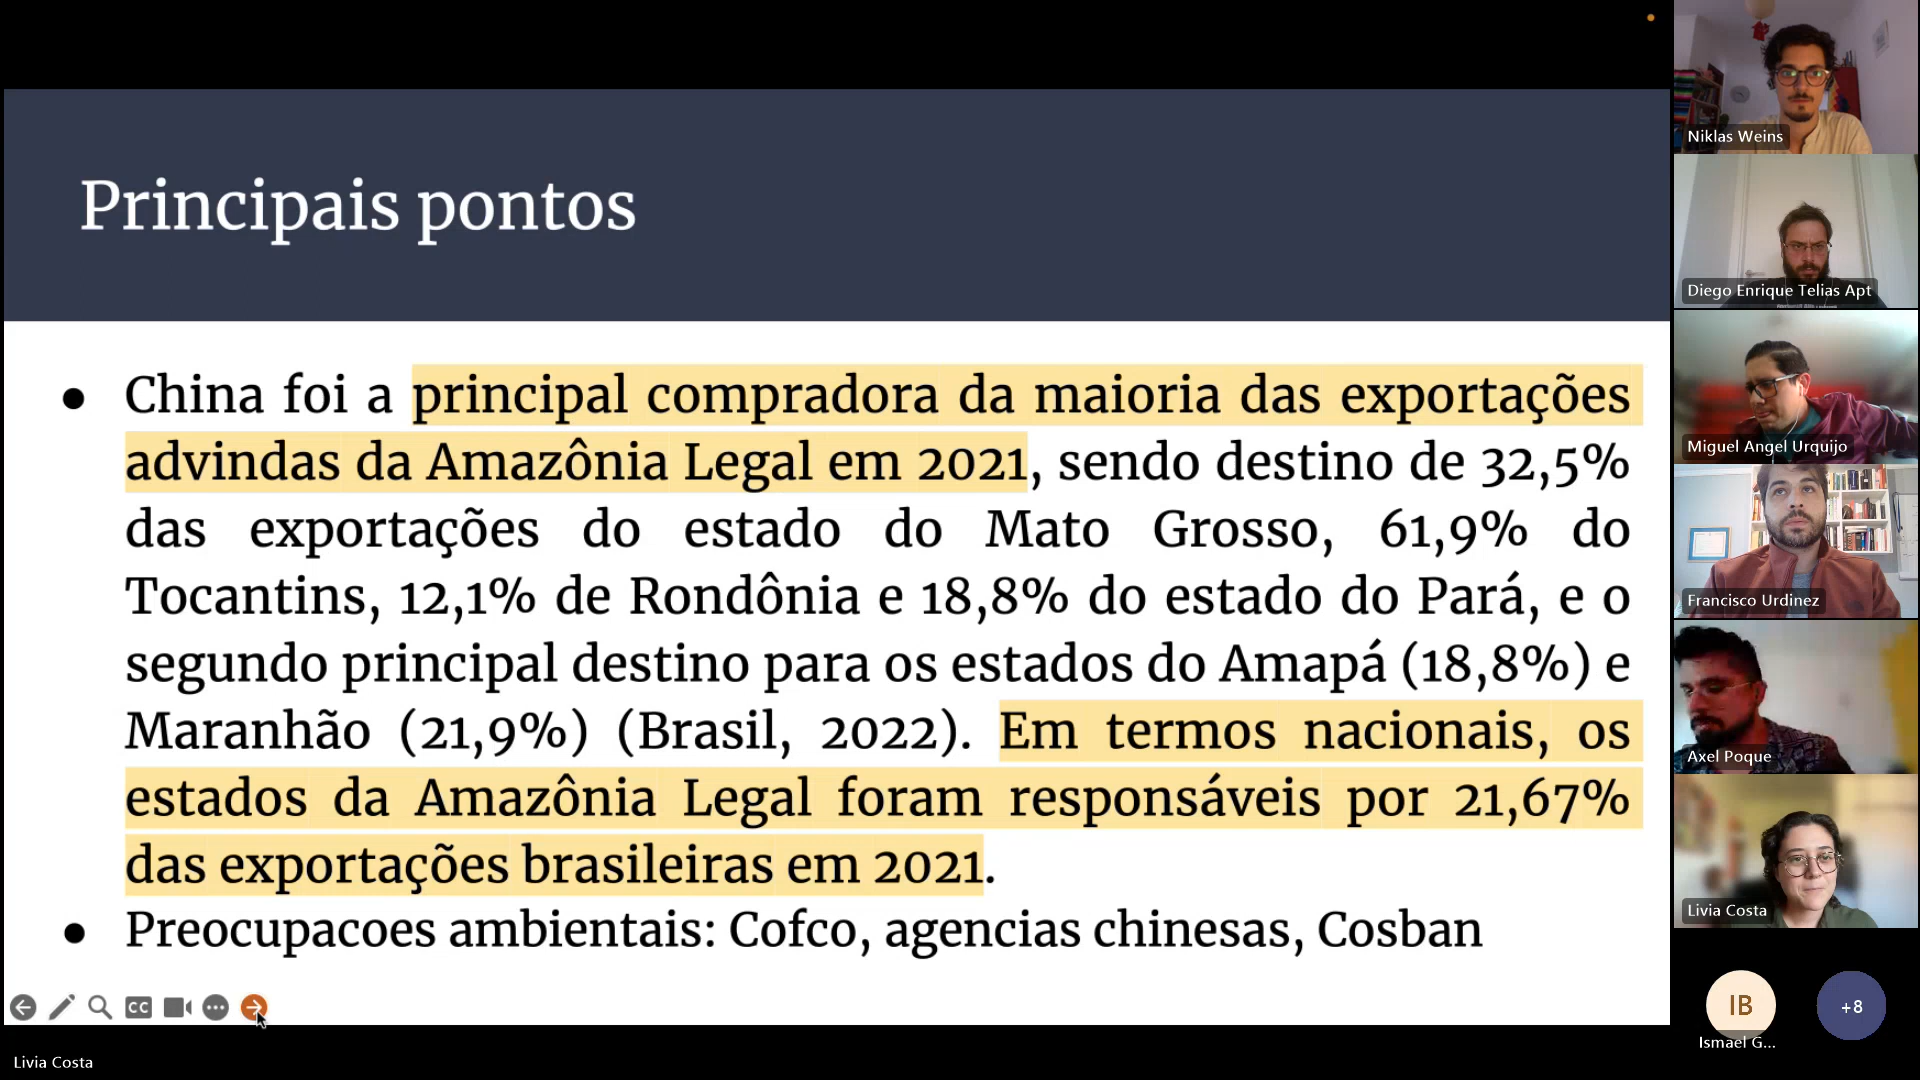 Principais pontos
● China foi a principal compradora da maioria das exportações
advindas da Amazônia Legal em 2021, sendo destino de 32,5%
das exportações do estado do Mato Grosso, 61,9% do
Tocantins, 12,1% de Rondônia e 18,8% do estado do Pará, e o
segundo principal destino para os estados do Amapá (18,8%) e
Maranhão (21,9%) (Brasil, 2022). Em termos nacionais, os
estados da Amazônia Legal foram responsáveis por 21,67%
das exportações brasileiras em 2021.
● Preocupacoes ambientais: Cofco, agencias chinesas, Cosban
CC
Livia Costa
Niklas Weins
Diego Enrique Telias Apt
Miguel Angel Urquijo
Francisco Urdinez
Axel Poque
Livia Costa
IB
Ismael G...
+8